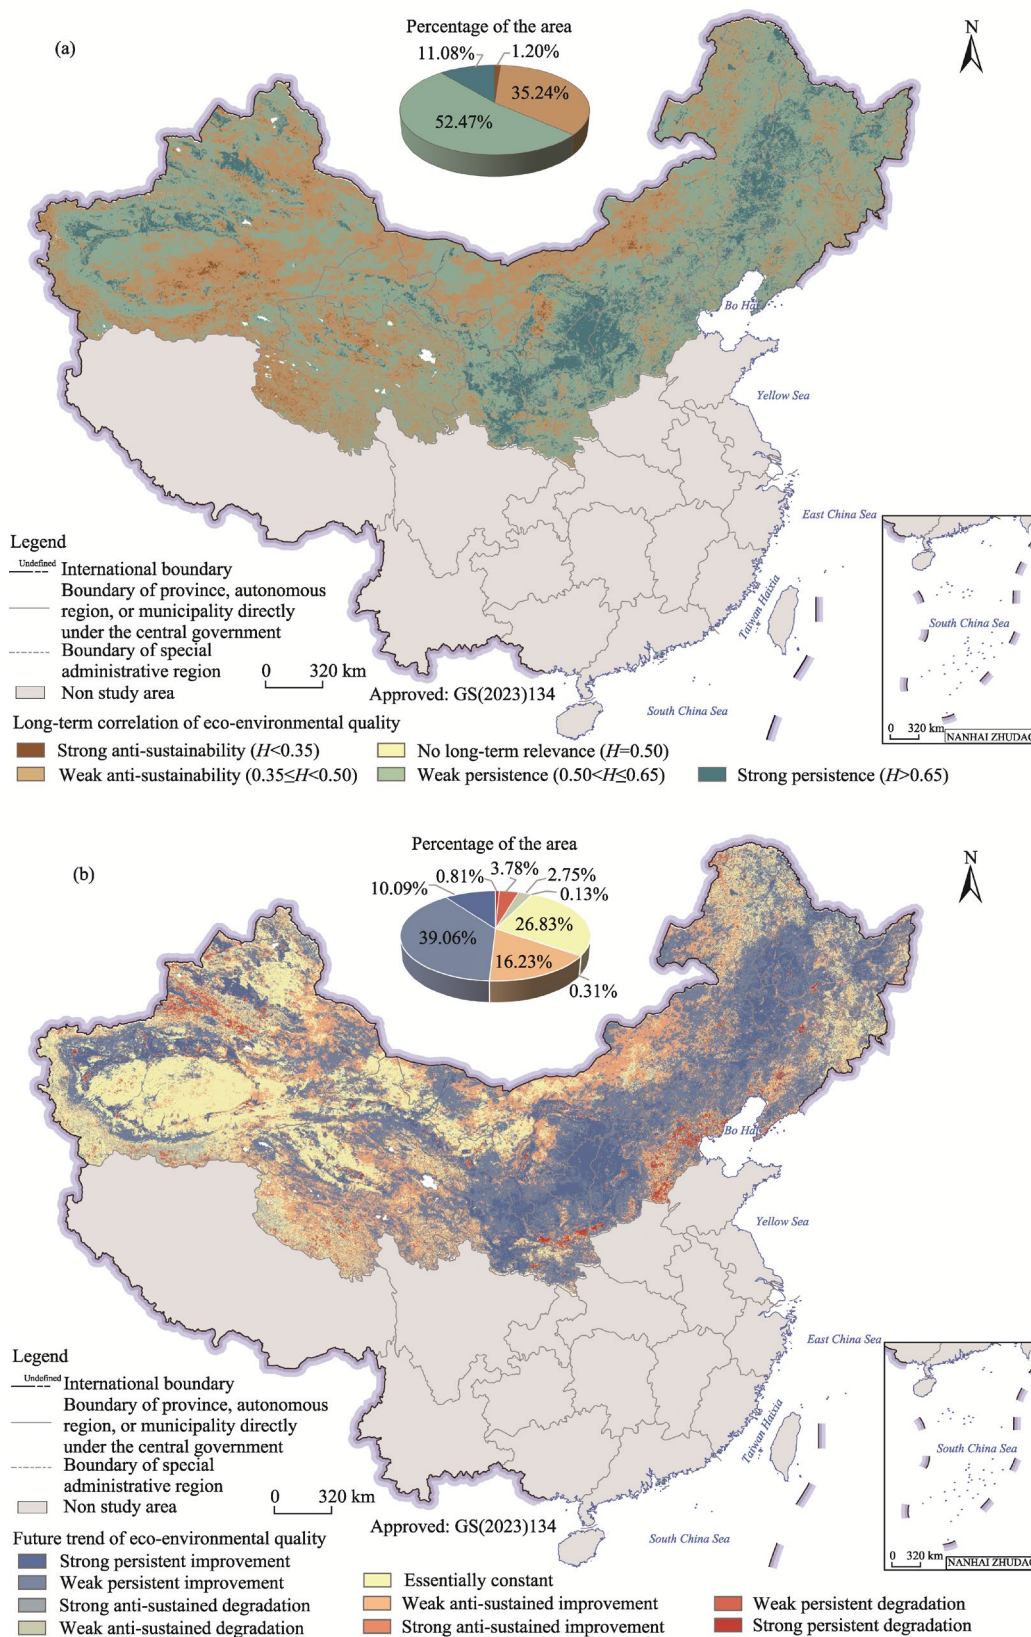 (a)
Percentage of the area
11.08%
1.20%
35.24%
52.47%
N
Bo Hai
Yellow Sea
East China Sea
Taiwan Haixia
South China Sea
South China Sea
0 320 km
NANHAI ZHUDAO
Legend
Undefined
International boundary
Boundary of province, autonomous
region, or municipality directly
under the central government
Boundary of special
administrative region
Non study area
0 320 km
Approved: GS(2023)134
Long-term correlation of eco-environmental quality
Strong anti-sustainability (H<0.35)
No long-term relevance (H=0.50)
Weak anti-sustainability (0.35≤H<0.50)
Weak persistence (0.50<H≤0.65)
Strong persistence (H>0.65)
(b)
Percentage of the area
0.81%
3.78%
2.75%
10.09%
0.13%
26.83%
39.06%
16.23%
0.31%
N
Bo Hai
Yellow Sea
East China Sea
Taiwan Haixia
South China Sea
South China Sea
0 320 km
NANHAI ZHUDAO
Legend
Undefined
International boundary
Boundary of province, autonomous
region, or municipality directly
under the central government
Boundary of special
administrative region
Non study area
0 320 km
Approved: GS(2023)134
Future trend of eco-environmental quality
Strong persistent improvement
Weak persistent improvement
Strong anti-sustained degradation
Weak anti-sustained degradation
Essentially constant
Weak anti-sustained improvement
Strong anti-sustained improvement
Weak persistent degradation
Strong persistent degradation